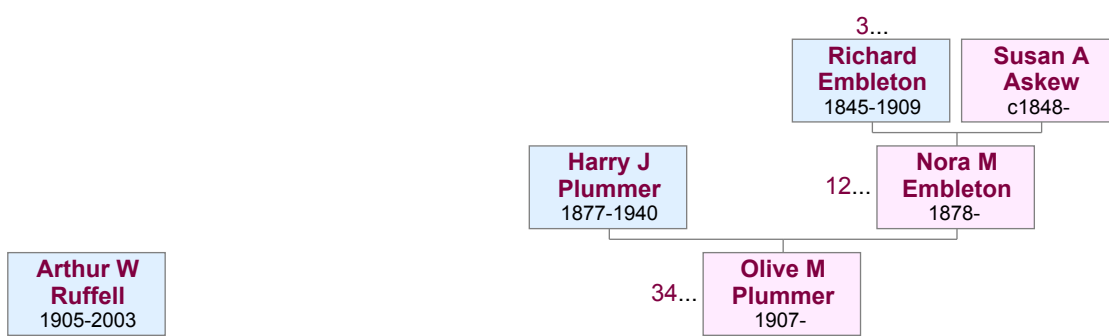 3...
Richard
Embleton
1845-1909
Susan A
Askew
c1848-
Harry J
Plummer
1877-1940
12...
Nora M
Embleton
1878-
Arthur W
Ruffell
1905-2003
34...
Olive M
Plummer
1907-